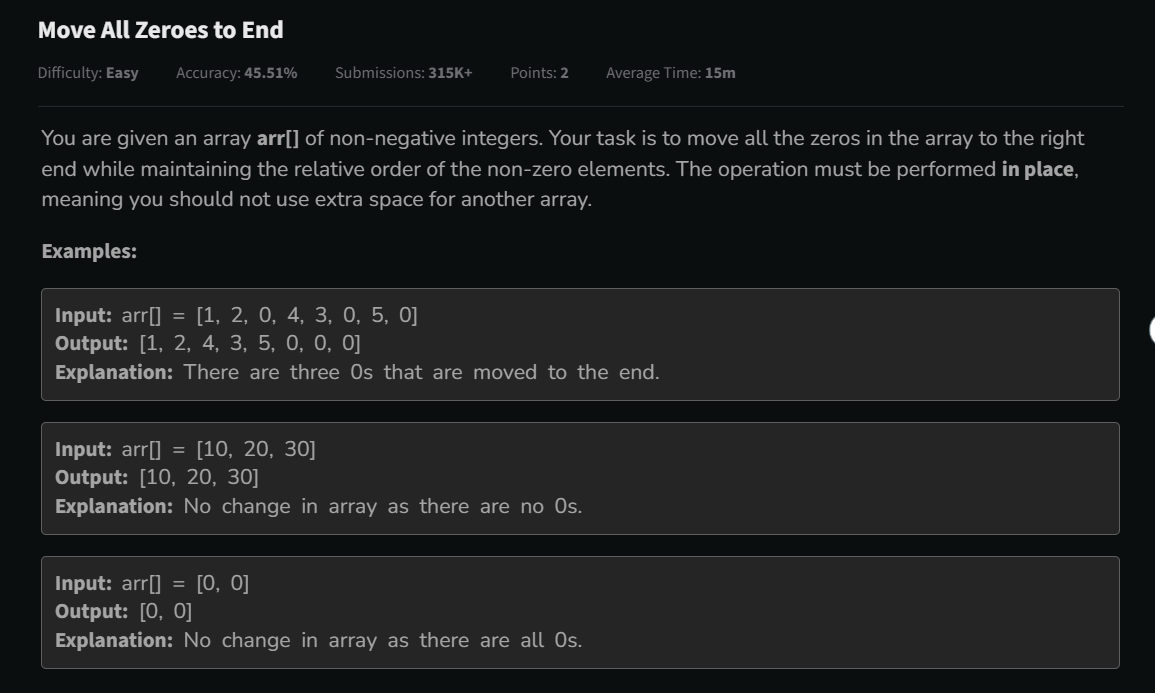 Move All Zeroes to End
Difficulty: Easy Accuracy: 45.51% Submissions: 315K+ Points: 2 Average Time: 15m
You are given an array arr[] of non-negative integers. Your task is to move all the zeros in the array to the right
end while maintaining the relative order of the non-zero elements. The operation must be performed in place,
meaning you should not use extra space for another array.
Examples:
Input: arr[] = [1, 2, 0, 4, 3, 0, 5, 0]
Output: [1, 2, 4, 3, 5, 0, 0, 0]
Explanation: There are three 0s that are moved to the end.
Input: arr[] = [10, 20, 30]
Output: [10, 20, 30]
Explanation: No change in array as there are no 0s.
Input: arr[] = [0, 0]
Output: [0, 0]
Explanation: No change in array as there are all 0s.